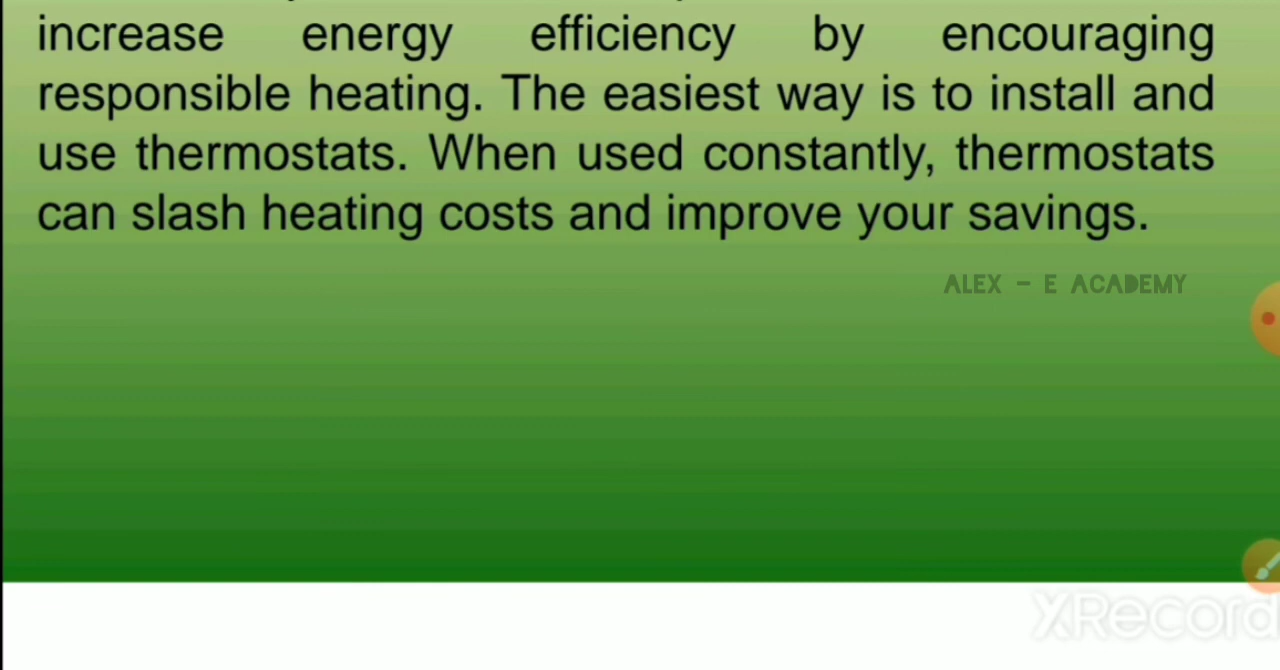 increase energy efficiency by encouraging
responsible heating. The easiest way is to install and
use thermostats. When used constantly, thermostats
can slash heating costs and improve your savings.
ALEX – E ACADEMY
XRecord